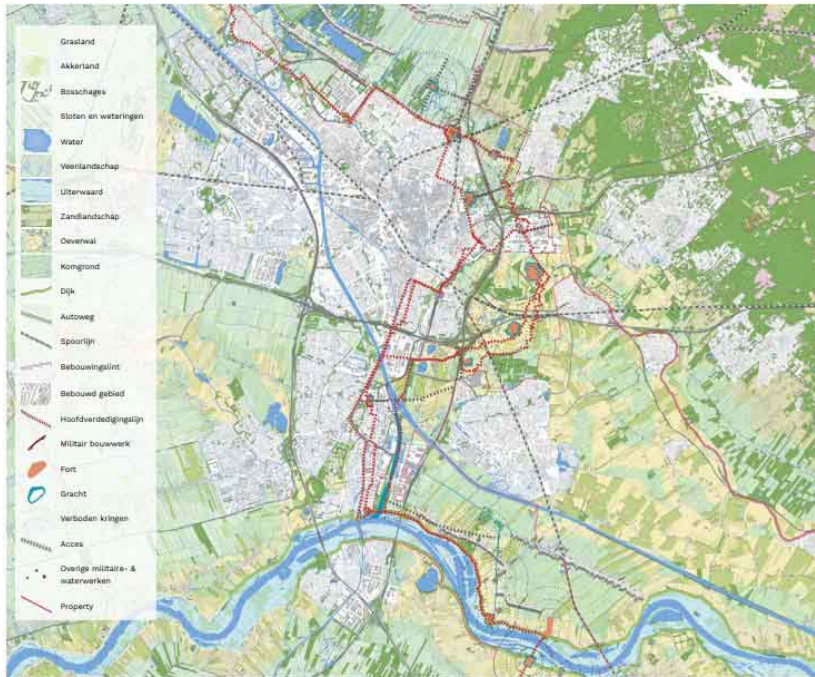 Grasland
Akkerland
Bosschages
Sloten en weteringen
Water
Veenlandschap
Uiterwaard
Zandlandschap
Oeverwal
Komgrond
Dijk
Autoweg
Spoorlijn
Bebouwingslint
Bebouwd gebied
Hoofdverdedigingslijn
Militair bouwwerk
Fort
Gracht
Verboden kringen
Acces
Overige militaire- &
waterwerken
Property